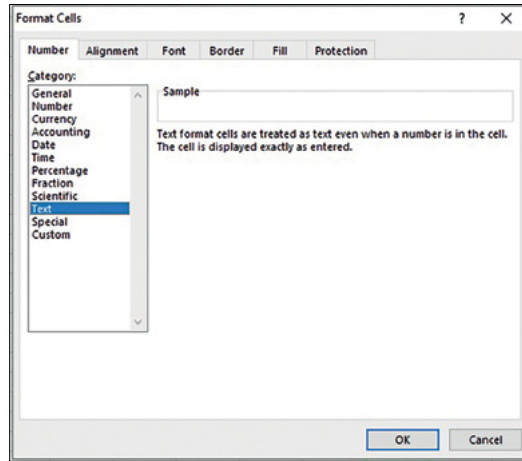 Format Cells ? X
Number Alignment Font Border Fill Protection
Category:
General
Number
Currency
Accounting
Date
Time
Percentage
Fraction
Scientific
Text
Special
Custom
Sample
Text format cells are treated as text even when a number is in the cell.
The cell is displayed exactly as entered.
OK Cancel